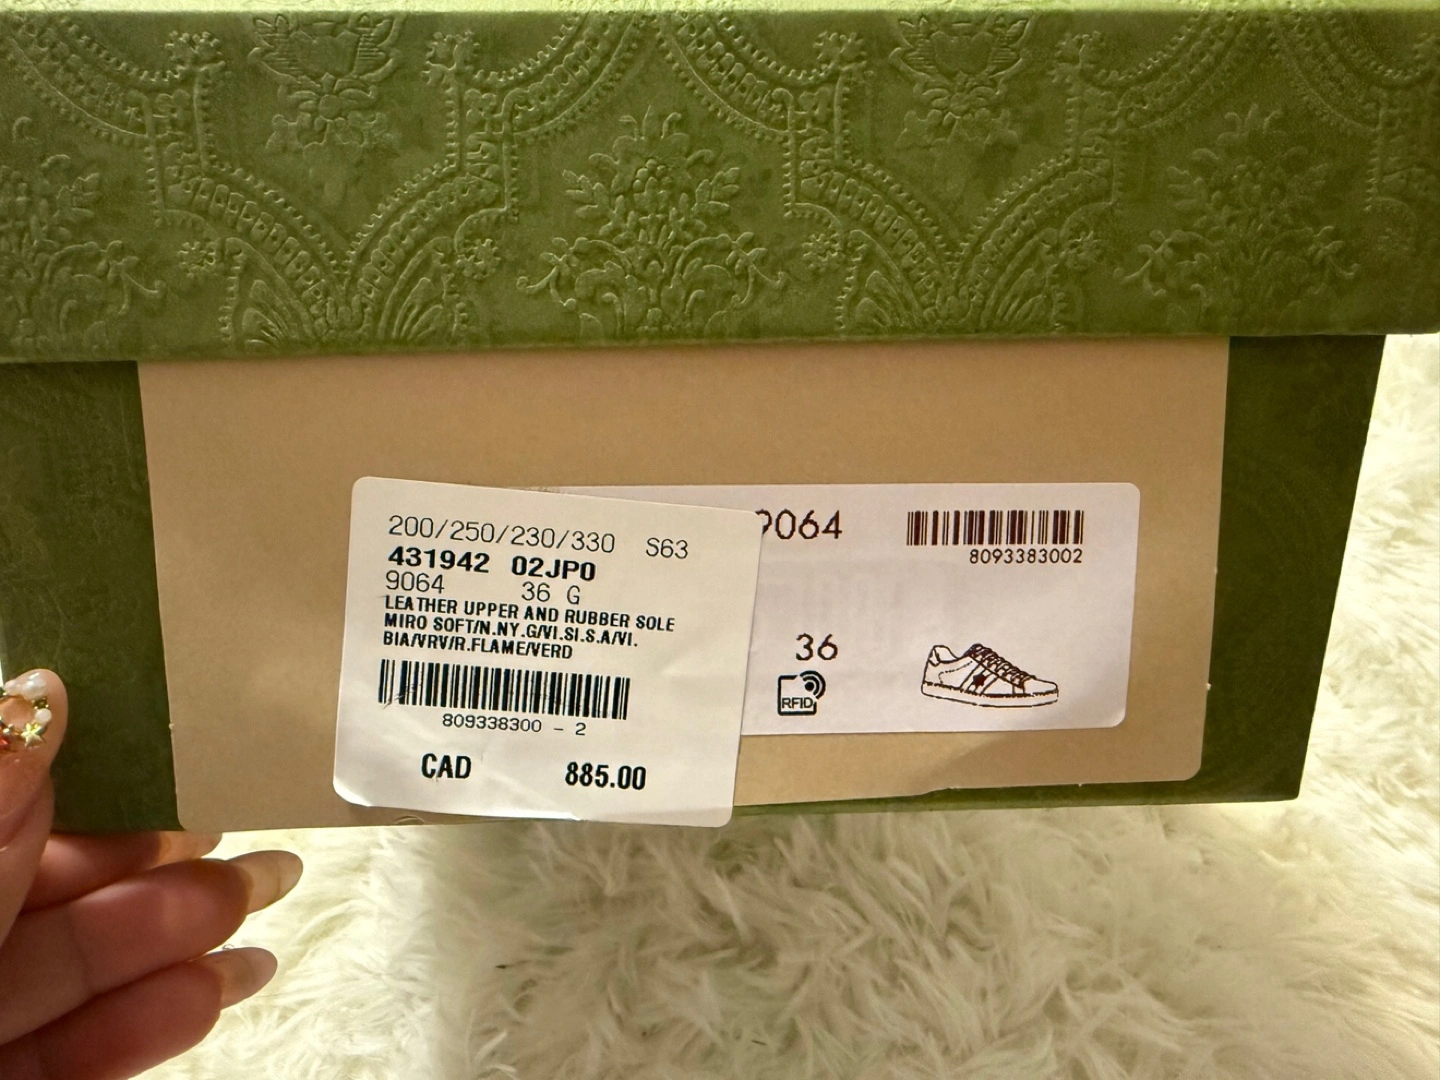 200/250/230/330 S63
431942 02JP0
9064 36 G
LEATHER UPPER AND RUBBER SOLE
MIRO SOFT/N.NY.G/VI.SI.S.A/VI.
BIA/VRV/R.FLAME/VERD
809338300 - 2
CAD 885.00
9064
8093383002
36
RFID